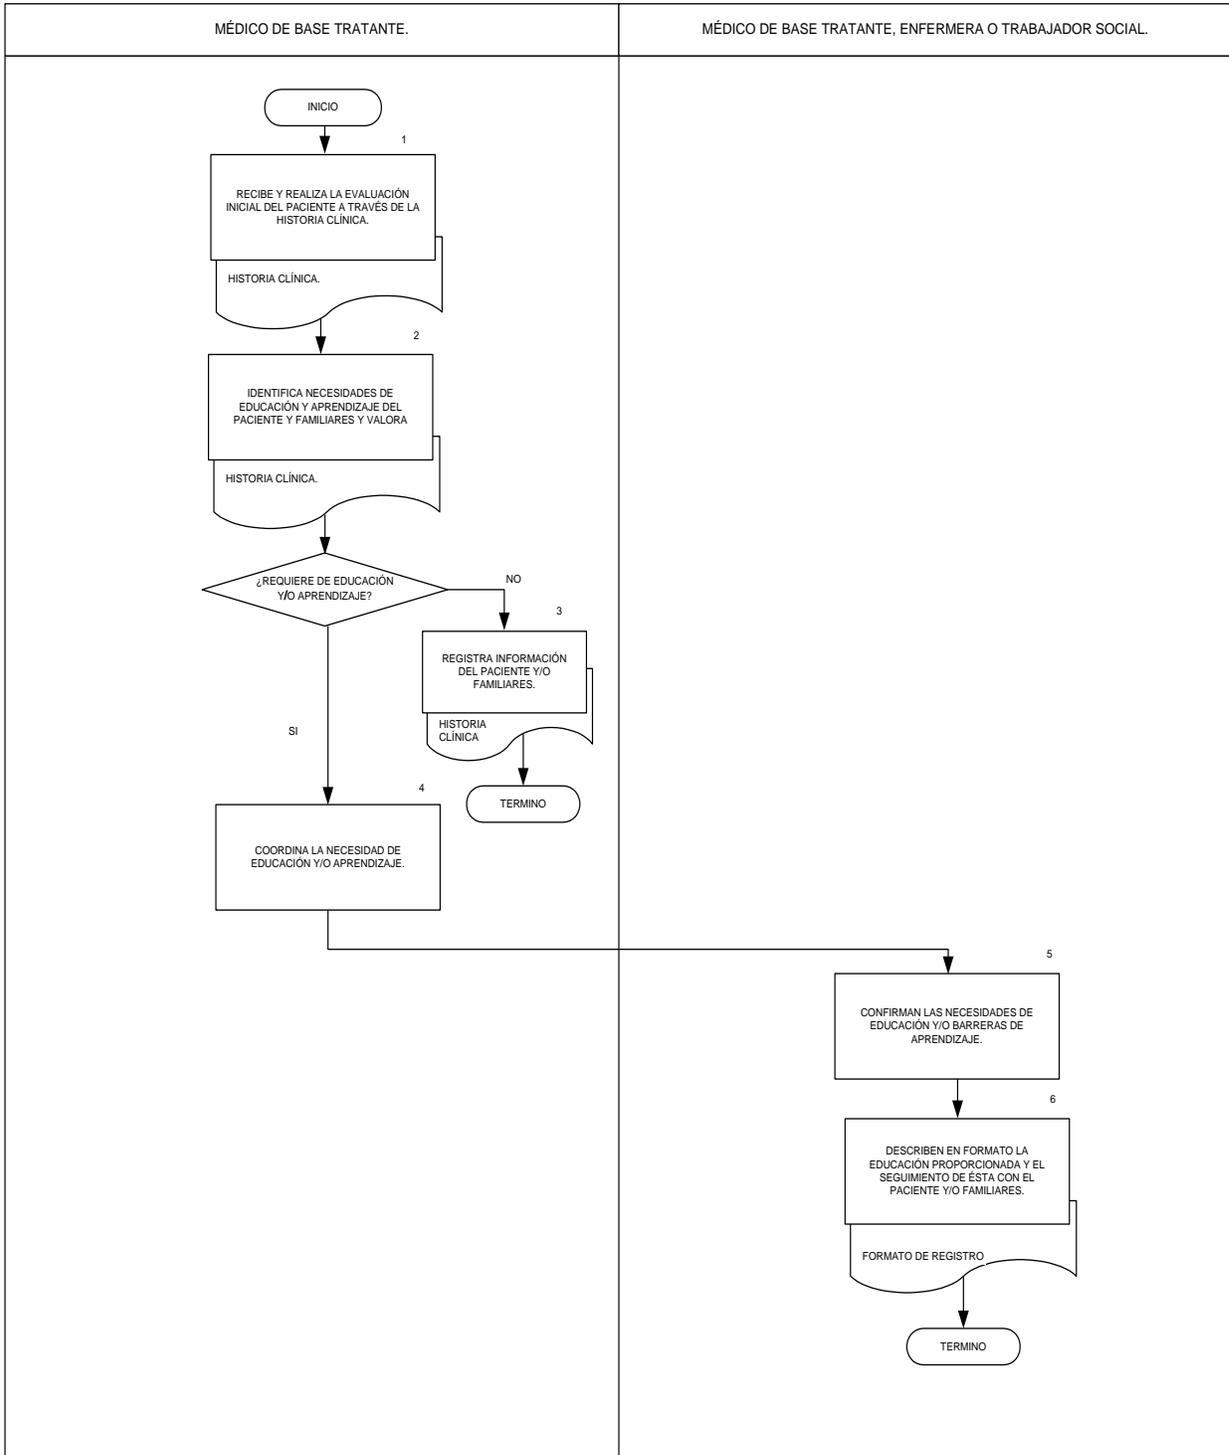 MÉDICO DE BASE TRATANTE.
MÉDICO DE BASE TRATANTE, ENFERMERA O TRABAJADOR SOCIAL.
INICIO
1
RECIBE Y REALIZA LA EVALUACIÓN
INICIAL DEL PACIENTE A TRAVÉS DE LA
HISTORIA CLÍNICA.
HISTORIA CLÍNICA.
2
IDENTIFICA NECESIDADES DE
EDUCACIÓN Y APRENDIZAJE DEL
PACIENTE Y FAMILIARES Y VALORA
HISTORIA CLÍNICA.
¿REQUIERE DE EDUCACIÓN
Y/O APRENDIZAJE?
NO
3
REGISTRA INFORMACIÓN
DEL PACIENTE Y/O
FAMILIARES.
HISTORIA
CLÍNICA
TERMINO
SI
4
COORDINA LA NECESIDAD DE
EDUCACIÓN Y/O APRENDIZAJE.
5
CONFIRMAN LAS NECESIDADES DE
EDUCACIÓN Y/O BARRERAS DE
APRENDIZAJE.
6
DESCRIBEN EN FORMATO LA
EDUCACIÓN PROPORCIONADA Y EL
SEGUIMIENTO DE ÉSTA CON EL
PACIENTE Y/O FAMILIARES.
FORMATO DE REGISTRO
TERMINO